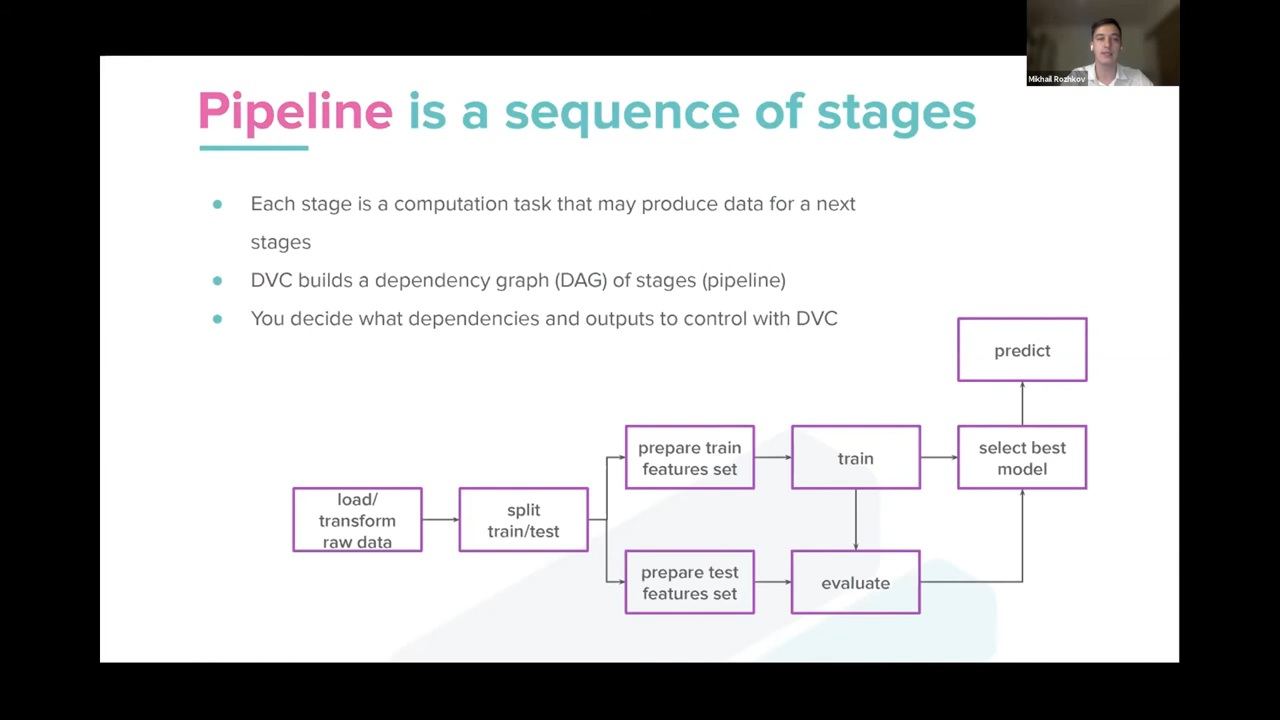 Mikhail Rozhkov
Pipeline is a sequence of stages
Each stage is a computation task that may produce data for a next
stages
DVC builds a dependency graph (DAG) of stages (pipeline)
You decide what dependencies and outputs to control with DVC
predict
prepare train
features set
train
select best
model
load/
transform
raw data
split
train/test
prepare test
features set
evaluate